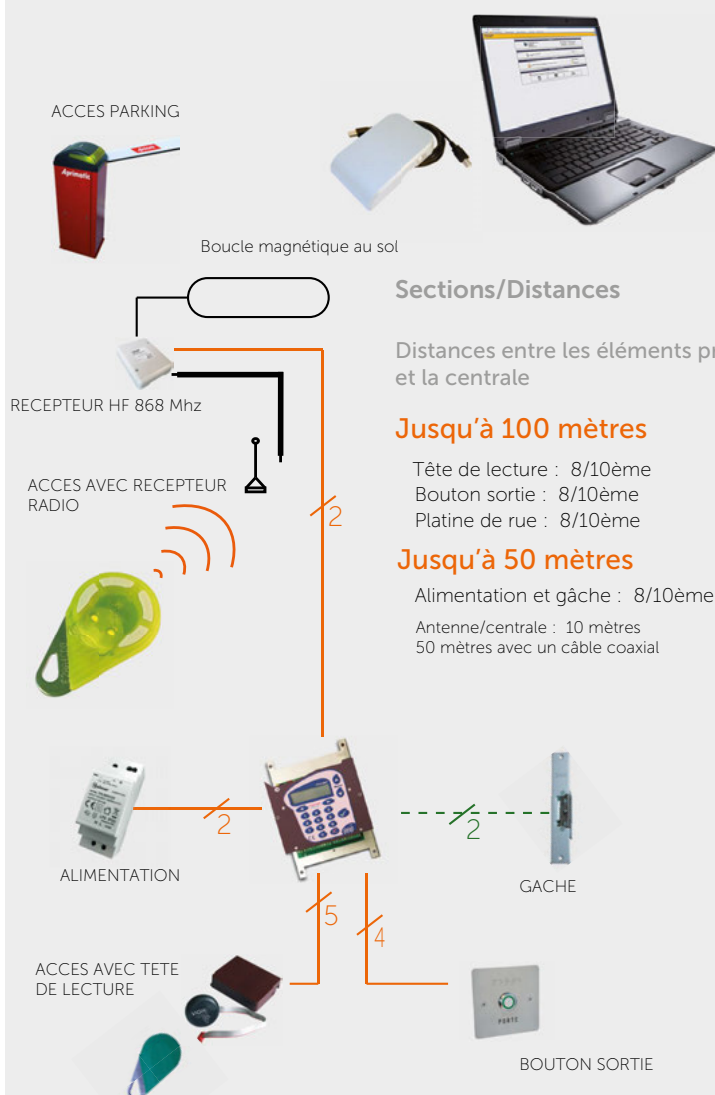 ACCES PARKING
Aprimatic
Boucle magnétique au sol
Sections/Distances
Distances entre les éléments pr
et la centrale
RECEPTEUR HF 868 Mhz
Jusqu'à 100 mètres
Tête de lecture : 8/10ème
Bouton sortie : 8/10ème
Platine de rue : 8/10ème
ACCES AVEC RECEPTEUR
RADIO
2
Jusqu'à 50 mètres
Alimentation et gâche : 8/10ème
Antenne/centrale : 10 mètres
50 mètres avec un câble coaxial
2
2
ALIMENTATION
GACHE
5
4
ACCES AVEC TETE
DE LECTURE
PORTE
BOUTON SORTIE